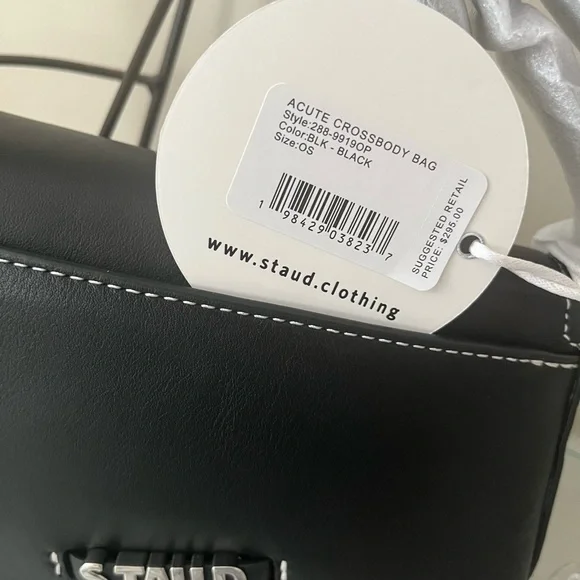 ACUTE CROSSBODY BAG
Style:288-9919OP
Color:BLK - BLACK
Size:OS
1 98429 03823 7
SUGGESTED RETAIL
PRICE: $295.00
www.staud.clothing
STAUD